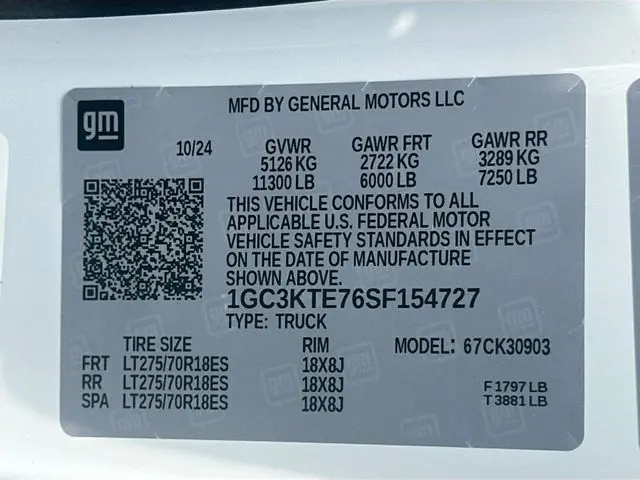 gm
MFD BY GENERAL MOTORS LLC
10/24 GVWR GAWR FRT GAWR RR
5126 KG 2722 KG 3289 KG
11300 LB 6000 LB 7250 LB
THIS VEHICLE CONFORMS TO ALL
APPLICABLE U.S. FEDERAL MOTOR
VEHICLE SAFETY STANDARDS IN EFFECT
ON THE DATE OF MANUFACTURE
SHOWN ABOVE.
1GC3KTE76SF154727
TYPE: TRUCK
TIRE SIZE RIM MODEL: 67CK30903
FRT LT275/70R18ES 18X8J
RR LT275/70R18ES 18X8J F 1797 LB
SPA LT275/70R18ES 18X8J T 3881 LB